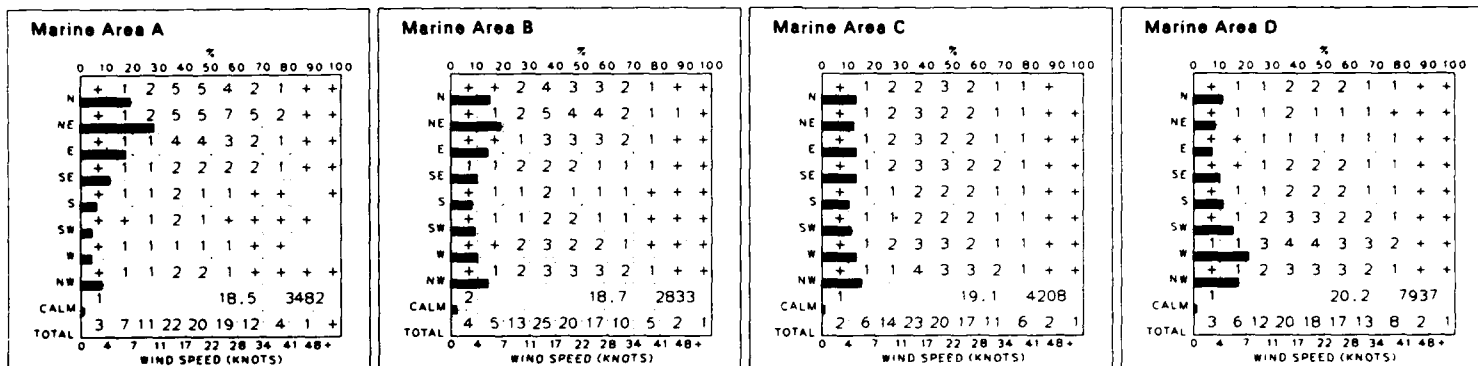 Marine Area A
%
0 10 20 30 40 50 60 70 80 90 100
+ 1 2 5 5 4 2 1 + +
N
+ 1 2 5 5 7 5 2 + +
NE
+ 1 1 4 4 3 2 1 +
E
+ 1 1 2 2 2 2 1 + +
SE
+ 1 1 2 1 1 + + +
S
+ + 1 2 1 + + + +
SW
+ 1 1 1 1 1 + +
W
+ 1 1 2 2 1 + + + +
NW
1 18.5 3482
CALM
3 7 11 22 20 19 12 4 1 +
TOTAL
0 4 7 11 17 22 28 34 41 48+
WIND SPEED (KNOTS)
Marine Area B
%
0 10 20 30 40 50 60 70 80 90 100
+ + 2 4 3 3 2 1 + +
N
+ 1 2 5 4 4 2 1 1 +
NE
+ + 1 3 3 3 2 1 + +
E
1 1 2 2 2 1 1 1 + +
SE
+ 1 1 2 1 1 1 + + +
S
+ 1 1 2 2 1 1 + + +
SW
+ + 2 3 2 2 1 + + +
W
+ 1 2 3 3 3 2 1 + +
NW
2 18.7 2833
CALM
4 5 13 25 20 17 10 5 2 1
TOTAL
0 4 7 11 17 22 28 34 41 48+
WIND SPEED (KNOTS)
Marine Area C
%
0 10 20 30 40 50 60 70 80 90 100
+ 1 2 2 3 2 1 1 +
N
+ 1 2 3 2 2 1 1 + +
NE
+ 1 2 3 2 2 1 1 + +
E
+ 1 2 3 3 2 2 1 + +
SE
+ 1 1 2 2 2 1 1 + +
S
+ 1 1 2 2 2 1 1 + +
SW
+ 1 2 3 3 2 1 1 + +
W
+ 1 1 4 3 3 2 1 + +
NW
1 19.1 4208
CALM
2 6 14 23 20 17 11 6 2 1
TOTAL
0 4 7 11 17 22 28 34 41 48+
WIND SPEED (KNOTS)
Marine Area D
%
0 10 20 30 40 50 60 70 80 90 100
+ 1 1 2 2 2 1 1 + +
N
+ 1 1 2 1 1 1 + + +
NE
+ + 1 1 1 1 1 1 + +
E
+ + 1 2 2 2 1 1 + +
SE
+ 1 1 2 2 2 1 1 + +
S
+ 1 2 3 3 2 2 1 + +
SW
1 1 3 4 4 3 3 2 + +
W
+ 1 2 3 3 3 2 1 + +
NW
1 20.2 7937
CALM
3 6 12 20 18 17 13 8 2 1
TOTAL
0 4 7 11 17 22 28 34 41 48+
WIND SPEED (KNOTS)